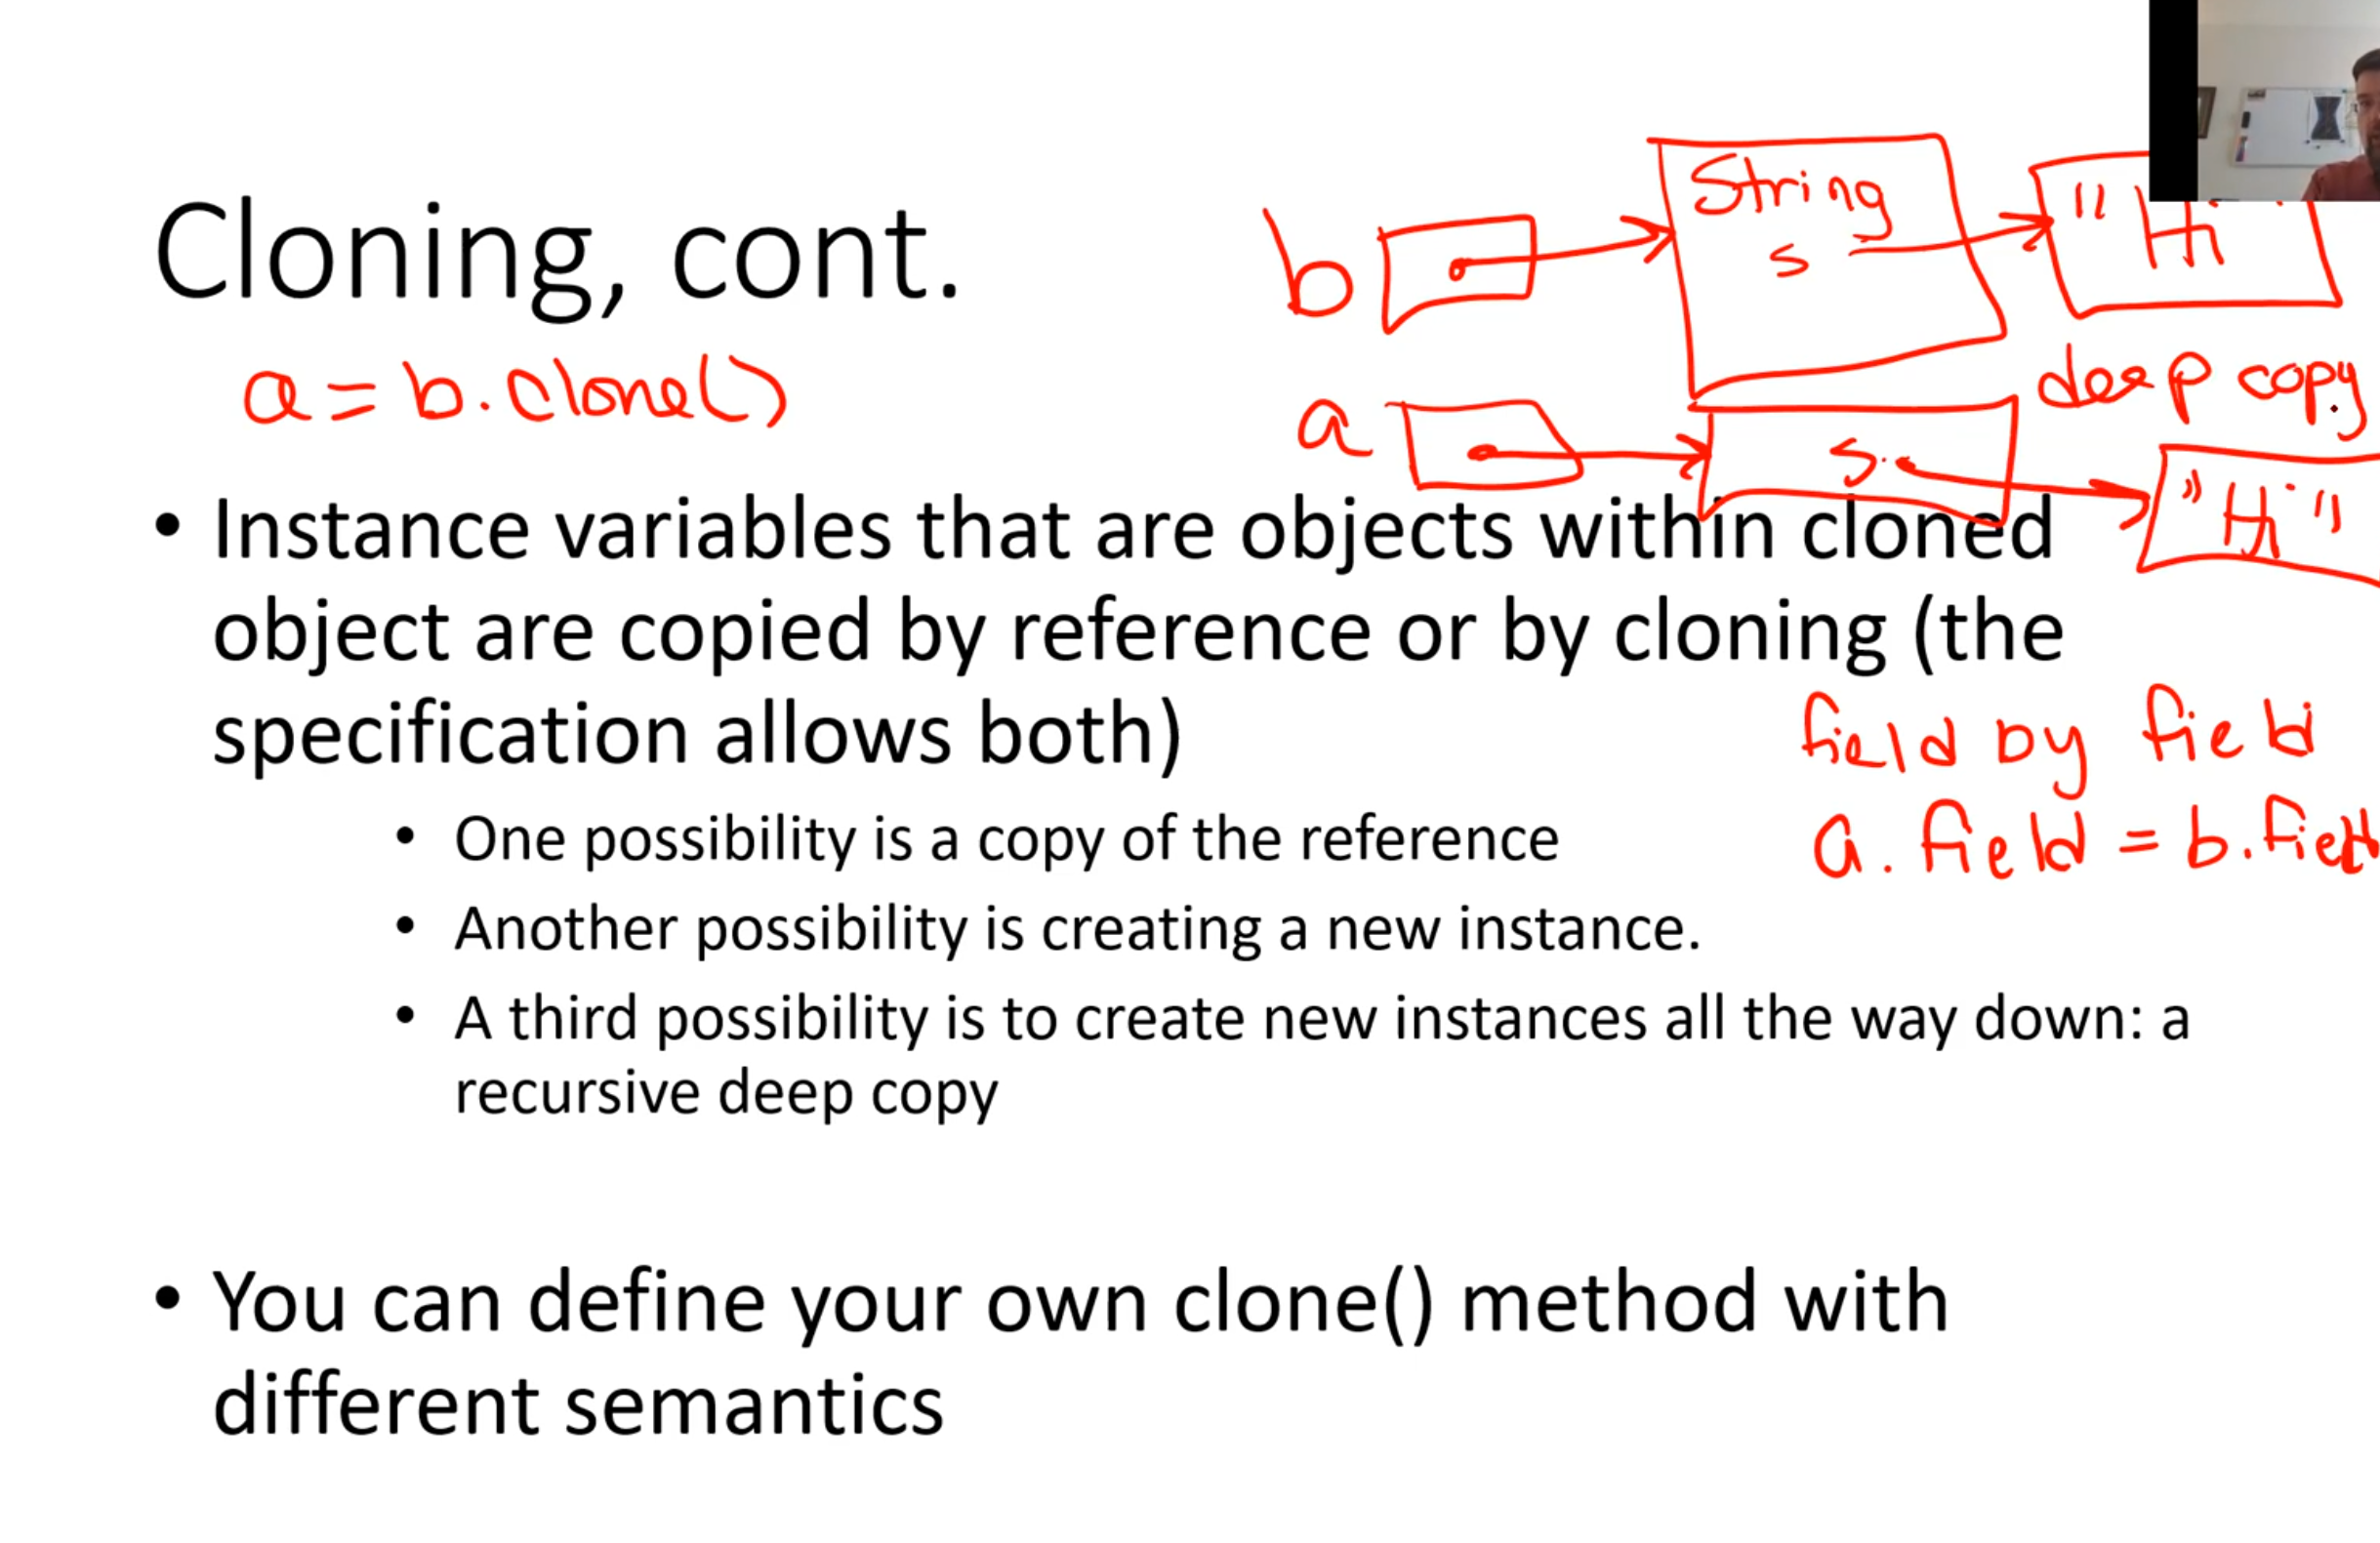 Cloning, cont.
a = b.clone()
b
String
s
"Hi
deep copy
a
s
"Hi"
• Instance variables that are objects within cloned
object are copied by reference or by cloning (the
specification allows both)
field by field
• One possibility is a copy of the reference
a.field = b.field
• Another possibility is creating a new instance.
• A third possibility is to create new instances all the way down: a
recursive deep copy
• You can define your own clone() method with
different semantics